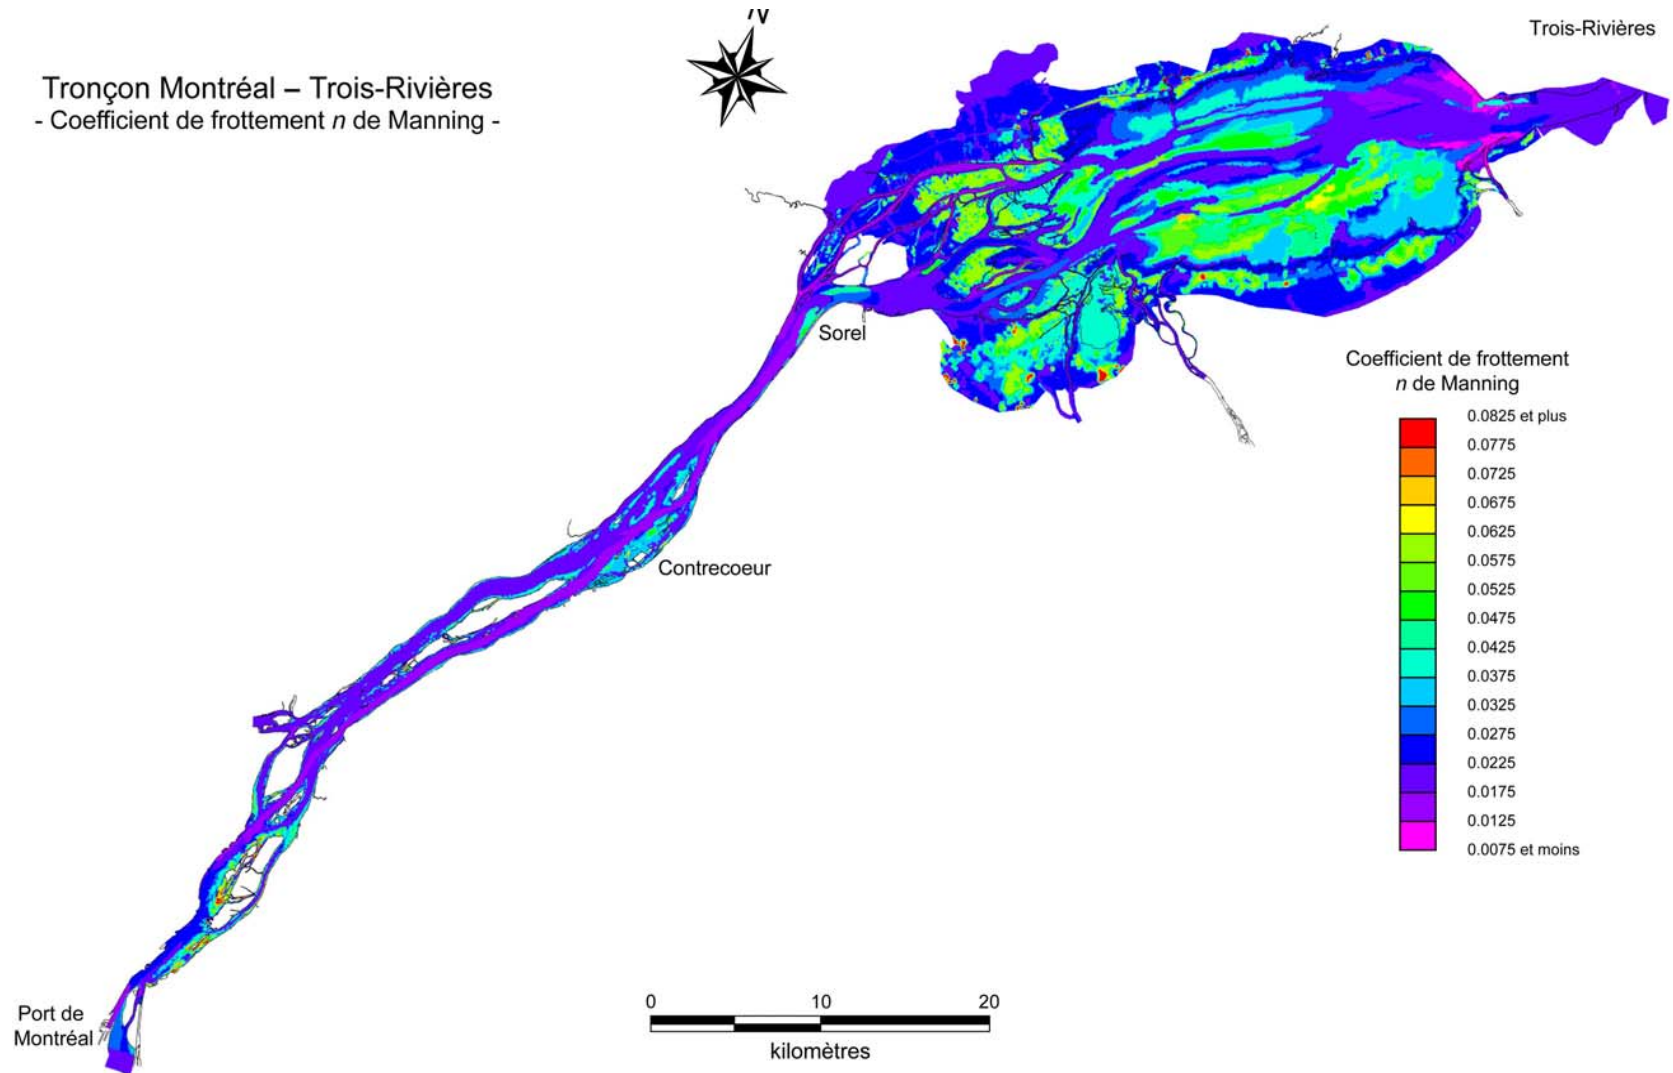 N
Trois-Rivières
Tronçon Montréal – Trois-Rivières
- Coefficient de frottement n de Manning -
Sorel
Coefficient de frottement
n de Manning
0.0825 et plus
0.0775
0.0725
0.0675
0.0625
0.0575
0.0525
0.0475
0.0425
0.0375
0.0325
0.0275
0.0225
0.0175
0.0125
0.0075 et moins
Contrecoeur
Port de
Montréal
0 10 20
kilomètres